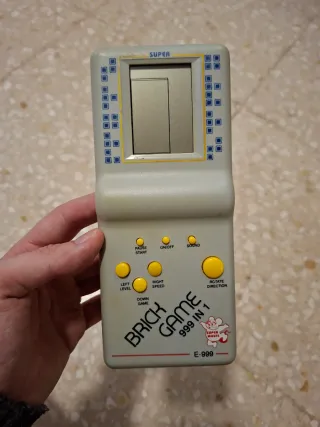 SUPER
PAUSE
START
ON/OFF
SOUND
LEFT
LEVEL
RIGHT
SPEED
DOWN
GAME
ROTATE
DIRECTION
BRICK
GAME
999 IN 1
E-999